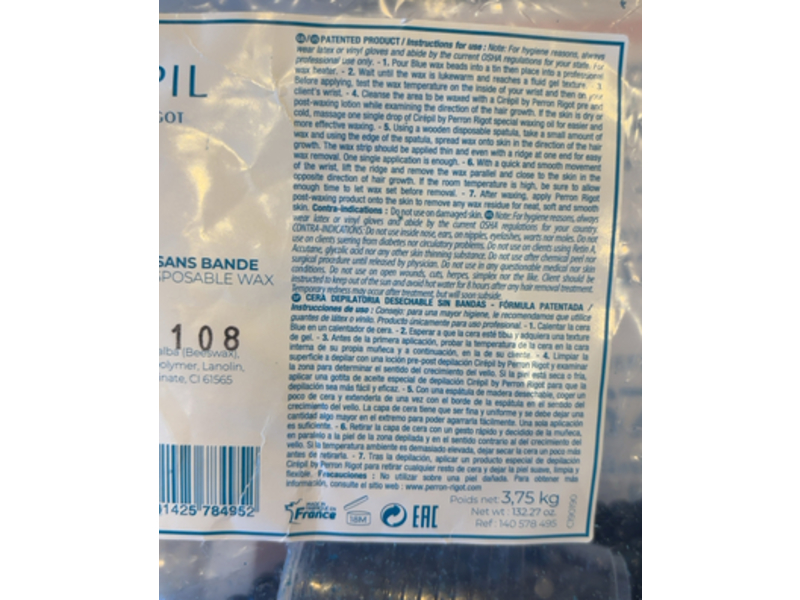 PIL
GOT
SANS BANDE
SPOSABLE WAX
108
alba (Beeswax),
olymer, Lanolin,
nate, CI 61565
1425 784952
PATENTED PRODUCT / Instructions for use : Note: For hygiene reasons, always
wear latex or vinyl gloves and abide by the current OSHA regulations for your state. For
professional use only. - 1. Pour Blue wax beads into a tin then place into a professional
wax heater. - 2. Wait until the wax is lukewarm and reaches a fluid gel texture. - 3.
Before applying, test the wax temperature on the inside of your wrist and then on your
client's wrist. - 4. Cleanse the area to be waxed with a Cirépil by Perron Rigot pre and
post-waxing lotion while examining the direction of the hair growth. If the skin is dry or
cold, massage one single drop of Cirépil by Perron Rigot special waxing oil for easier and
more effective waxing. - 5. Using a wooden disposable spatula, take a small amount of
wax and using the edge of the spatula, spread wax onto skin in the direction of the hair
growth. The wax strip should be applied thin and even with a ridge at one end for easy
wax removal. One single application is enough. - 6. With a quick and smooth movement
of the wrist, lift the ridge and remove the wax parallel and close to the skin in the
opposite direction of hair growth. If the room temperature is high, be sure to allow
enough time to let wax set before removal. - 7. After waxing, apply Perron Rigot
post-waxing product onto the skin to remove any wax residue for neat, soft and smooth
skin. Contra-indications : Do not use on damaged skin. Note: For hygiene reasons, always
wear latex or vinyl gloves and abide by the current OSHA regulations for your country.
CONTRA-INDICATIONS: Do not use inside nose, ears, on nipples, eyelashes, warts nor moles. Do not
use on clients suerring from diabetes nor circulatory problems. Do not use on clients using Retin A,
Accutane, glycolic acid nor any other skin thinning substance. Do not use after chemical peel nor
surgical procedure until released by physician. Do not use in any questionable medical nor skin
conditions. Do not use on open wounds, cuts, herpes simplex nor the like. Client should be
instructed to keep out of the sun and avoid hot water for 8 hours after any hair removal treatment.
Temporary redness may occur after treatment, but will soon subside.
CERA DEPILATORIA DESECHABLE SIN BANDAS - FÓRMULA PATENTADA /
Instrucciones de uso : Consejo: para una mayor higiene, le recomendamos que utilice
guantes de látex o vinilo. Producto únicamente para uso profesional. - 1. Calentar la cera
Blue en un calentador de cera. - 2. Esperar a que la cera esté tibia y adquiera una textura
de gel. - 3. Antes de la primera aplicación, probar la temperatura de la cera en la cara
interna de su propia muñeca y a continuación, en la de su cliente. - 4. Limpiar la
superficie a depilar con una loción pre-post depilación Cirépil by Perron Rigot y examinar
la zona para determinar el sentido del crecimiento del vello. Si la piel está seca o fría,
aplicar una gotita de aceite especial de depilación Cirépil by Perron Rigot para que la
depilación sea más fácil y eficaz. - 5. Con una espátula de madera desechable, coger un
poco de cera y extenderla de una vez con el borde de la espátula en el sentido del
crecimiento del vello. La capa de cera tiene que ser fina y uniforme y se debe dejar una
cantidad algo mayor en el extremo para poder agarrarla fácilmente. Una sola aplicación
es suficiente. - 6. Retirar la capa de cera con un gesto rápido y decidido de la muñeca,
en paralelo a la piel de la zona depilada y en el sentido contrario al del crecimiento del
vello. Si la temperatura ambiente es demasiado elevada, dejar secar la cera un poco más
antes de retirarla. - 7. Tras la depilación, aplicar un producto especial de depilación
Cirépil by Perron Rigot para retirar cualquier resto de cera y dejar la piel suave, limpia y
flexible. Precauciones : No utilizar sobre una piel dañada. Para obtener más
información, consulte el sitio web : www.perron-rigot.com
MADE IN
France
18M
EAC
Poids net 3,75 kg
Net wt : 132.27 oz.
Ref : 140 578 495